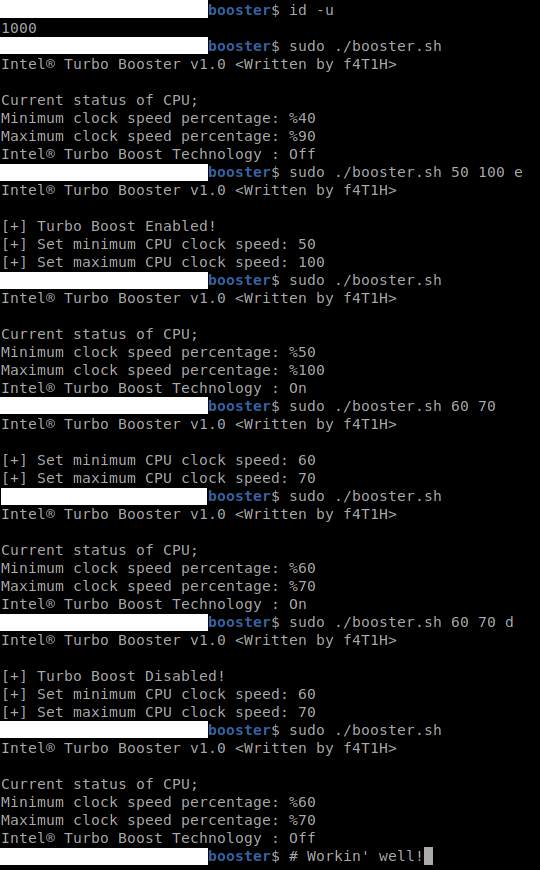 booster$ id -u
1000
booster$ sudo ./booster.sh
Intel® Turbo Booster v1.0 <Written by f4T1H>
Current status of CPU;
Minimum clock speed percentage: %40
Maximum clock speed percentage: %90
Intel® Turbo Boost Technology : Off
booster$ sudo ./booster.sh 50 100 e
Intel® Turbo Booster v1.0 <Written by f4T1H>
[+] Turbo Boost Enabled!
[+] Set minimum CPU clock speed: 50
[+] Set maximum CPU clock speed: 100
booster$ sudo ./booster.sh
Intel® Turbo Booster v1.0 <Written by f4T1H>
Current status of CPU;
Minimum clock speed percentage: %50
Maximum clock speed percentage: %100
Intel® Turbo Boost Technology : On
booster$ sudo ./booster.sh 60 70
Intel® Turbo Booster v1.0 <Written by f4T1H>
[+] Set minimum CPU clock speed: 60
[+] Set maximum CPU clock speed: 70
booster$ sudo ./booster.sh
Intel® Turbo Booster v1.0 <Written by f4T1H>
Current status of CPU;
Minimum clock speed percentage: %60
Maximum clock speed percentage: %70
Intel® Turbo Boost Technology : On
booster$ sudo ./booster.sh 60 70 d
Intel® Turbo Booster v1.0 <Written by f4T1H>
[+] Turbo Boost Disabled!
[+] Set minimum CPU clock speed: 60
[+] Set maximum CPU clock speed: 70
booster$ sudo ./booster.sh
Intel® Turbo Booster v1.0 <Written by f4T1H>
Current status of CPU;
Minimum clock speed percentage: %60
Maximum clock speed percentage: %70
Intel® Turbo Boost Technology : Off
booster$ # Workin' well!